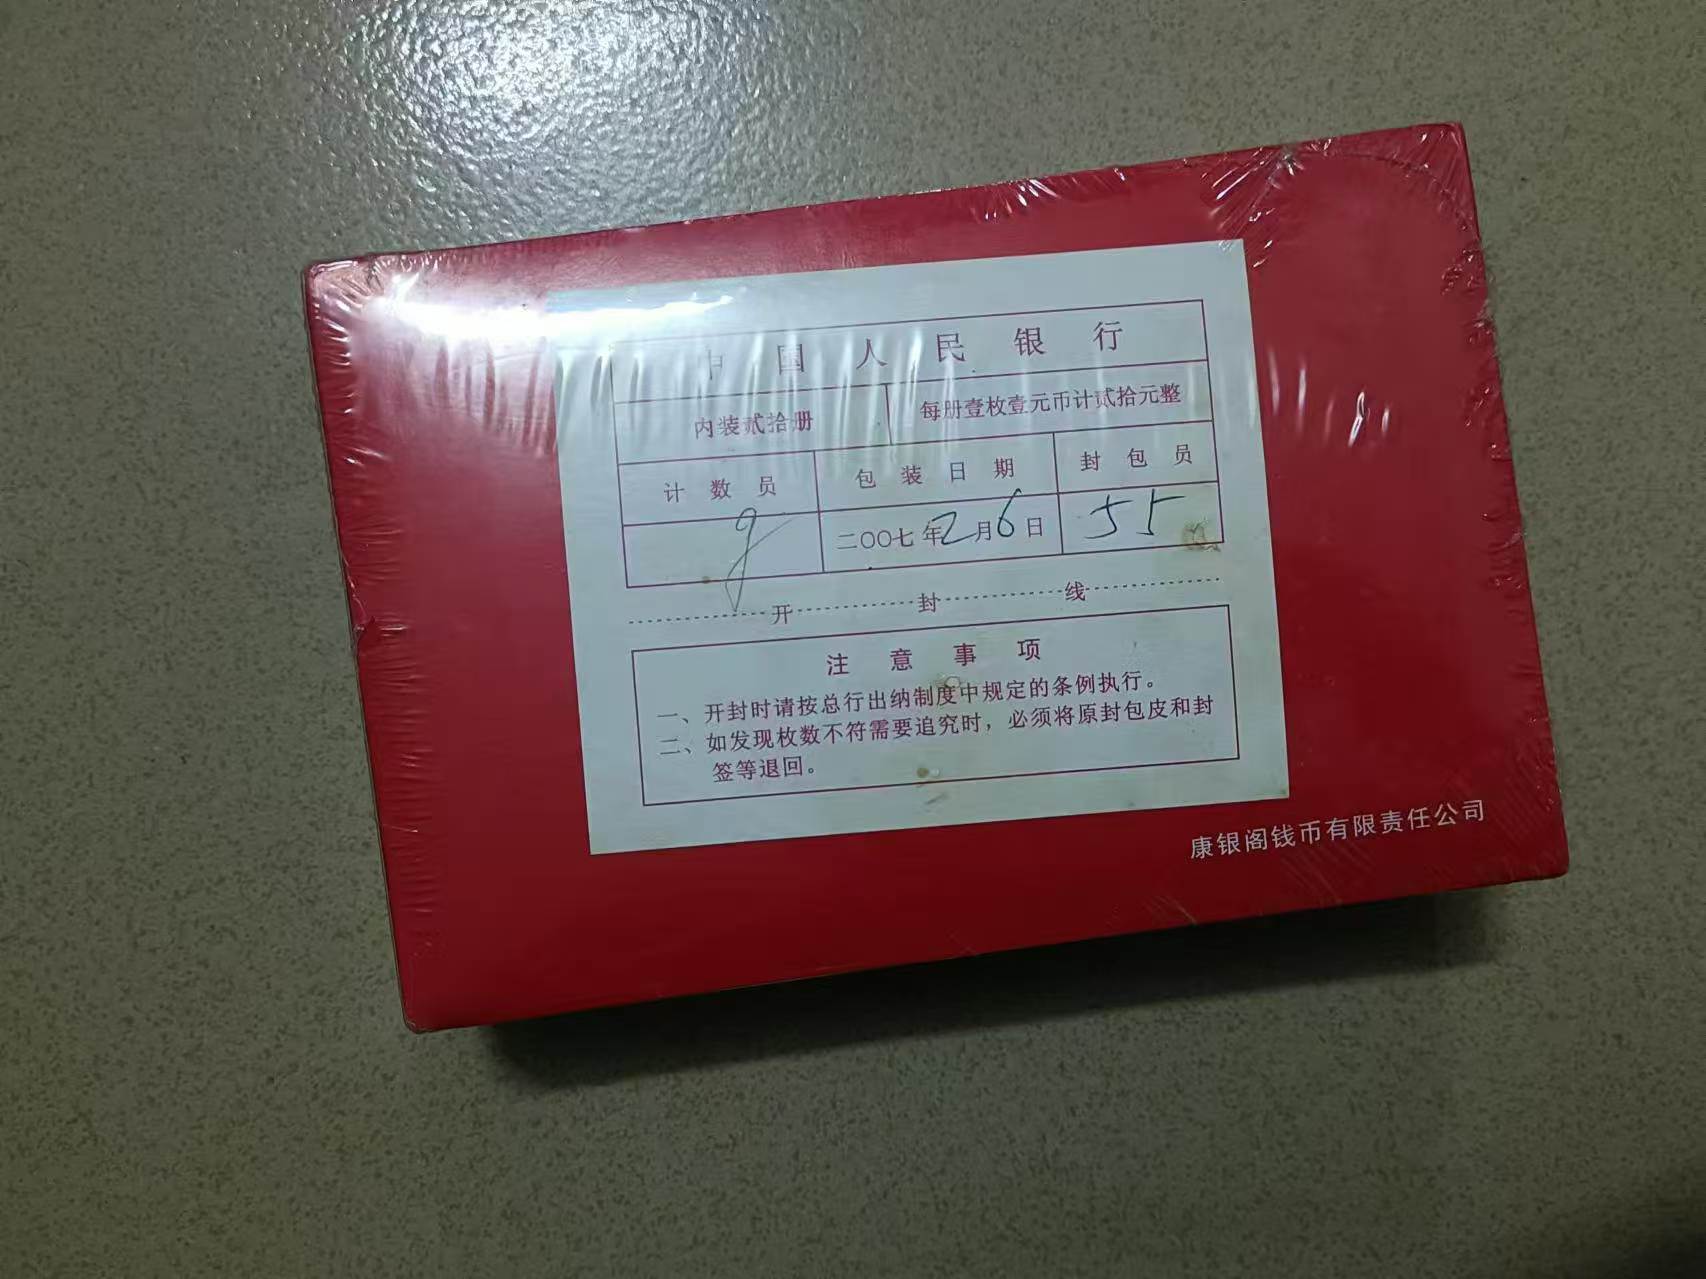 中国人民银行
内装贰拾册 每册壹枚壹元币计贰拾元整
计数员 包装日期 封包员
二〇〇七年2月6日 55
开封线
注意事项
一、开封时请按总行出纳制度中规定的条例执行。
二、如发现枚数不符需要追究时，必须将原封包皮和封
签等退回。
康银阁钱币有限责任公司